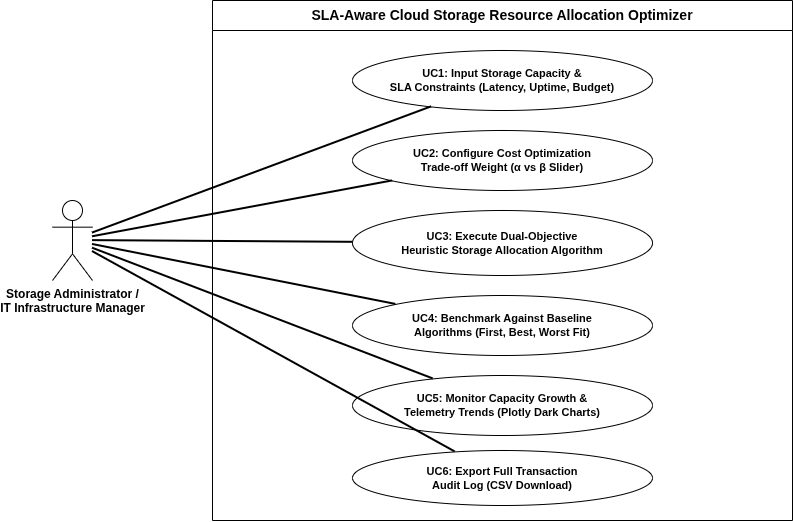 SLA-Aware Cloud Storage Resource Allocation Optimizer
UC1: Input Storage Capacity &
SLA Constraints (Latency, Uptime, Budget)
UC2: Configure Cost Optimization
Trade-off Weight (α vs β Slider)
UC3: Execute Dual-Objective
Heuristic Storage Allocation Algorithm
Storage Administrator /
IT Infrastructure Manager
UC4: Benchmark Against Baseline
Algorithms (First, Best, Worst Fit)
UC5: Monitor Capacity Growth &
Telemetry Trends (Plotly Dark Charts)
UC6: Export Full Transaction
Audit Log (CSV Download)